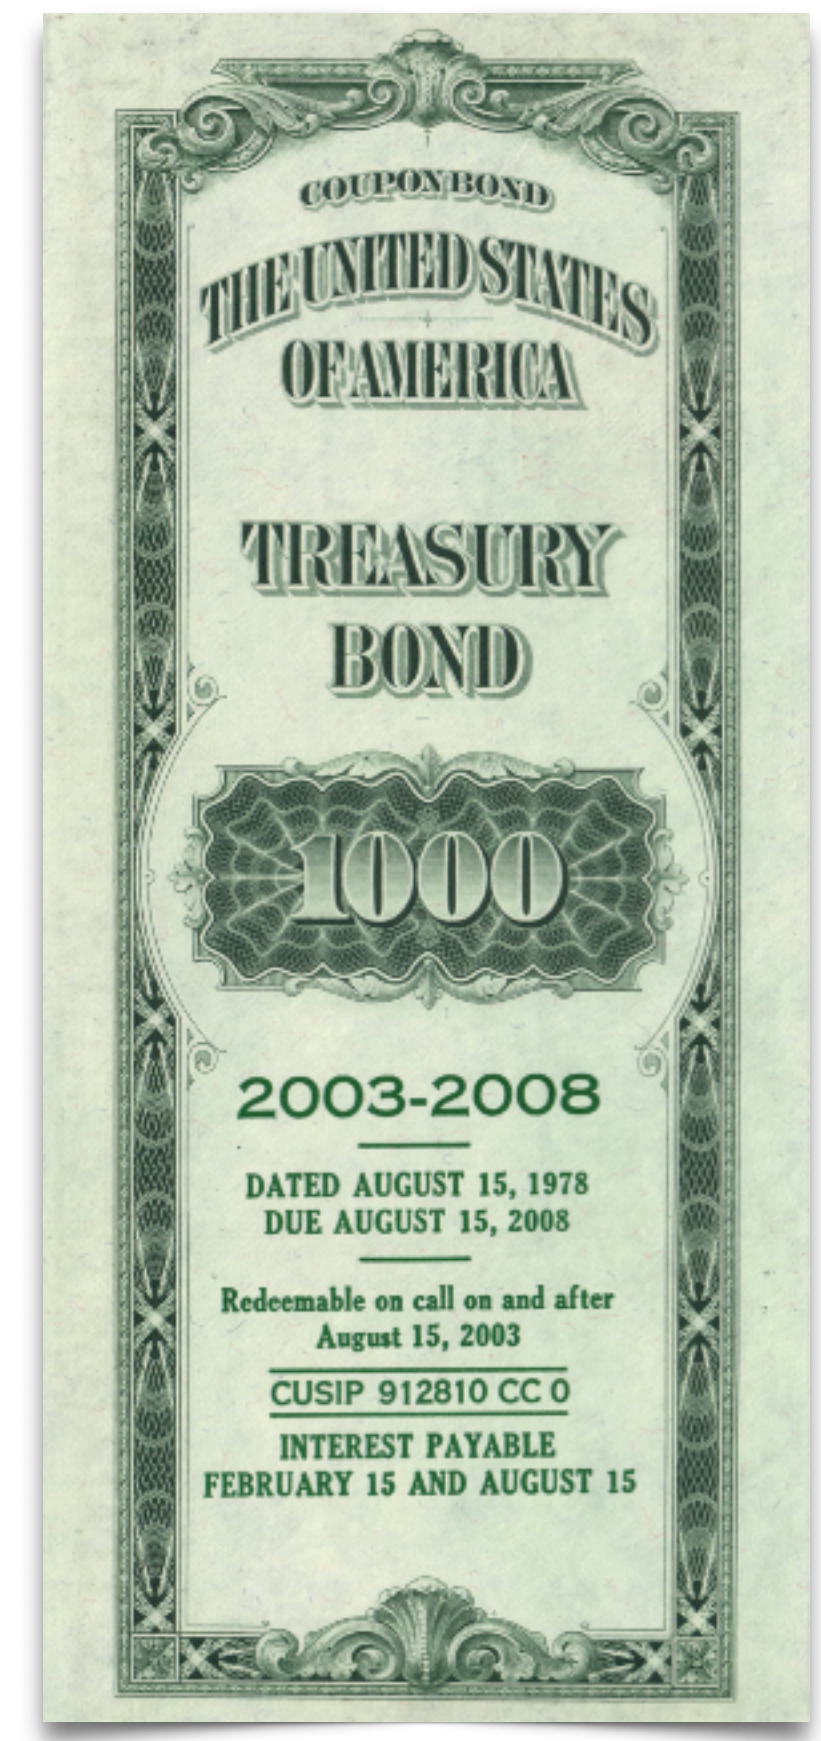 COUPON BOND
THE UNITED STATES
OF AMERICA
TREASURY
BOND
1000
2003-2008
DATED AUGUST 15, 1978
DUE AUGUST 15, 2008
Redeemable on call on and after
August 15, 2003
CUSIP 912810 CC 0
INTEREST PAYABLE
FEBRUARY 15 AND AUGUST 15